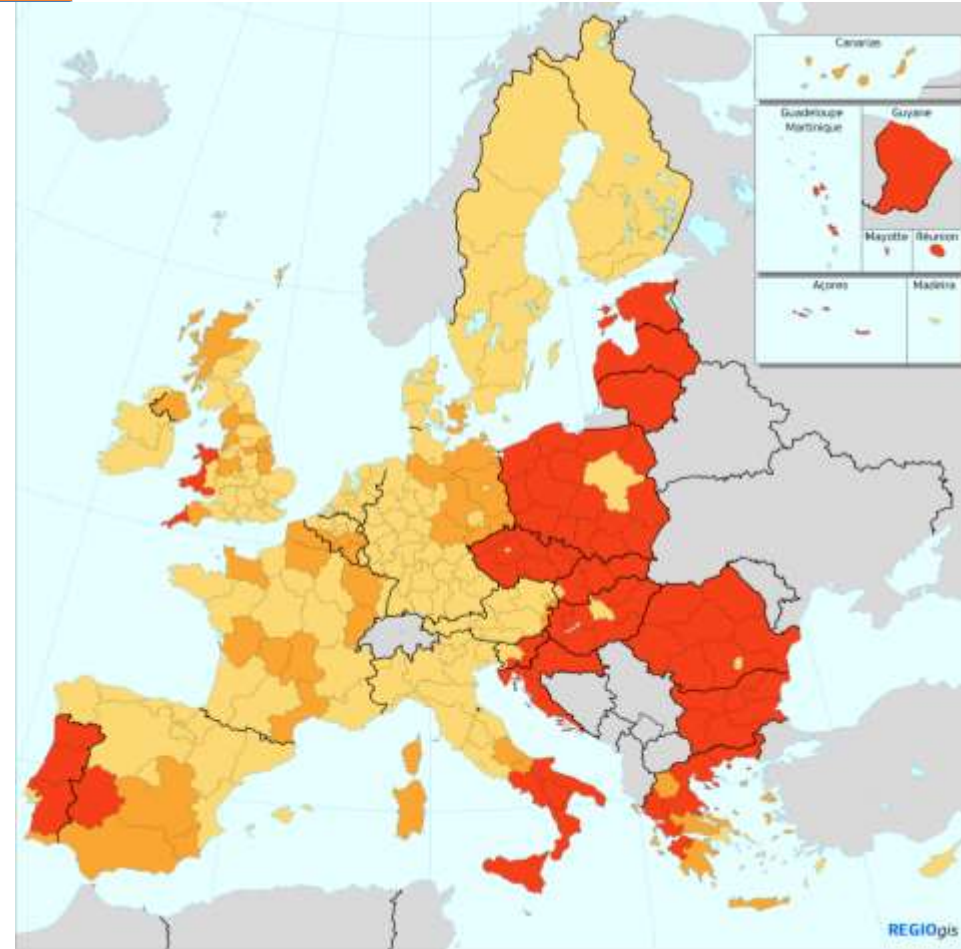 Canarias
Guadeloupe
Martinique
Guyane
Mayotte
Réunion
Açores
Madeira
REGIOgis